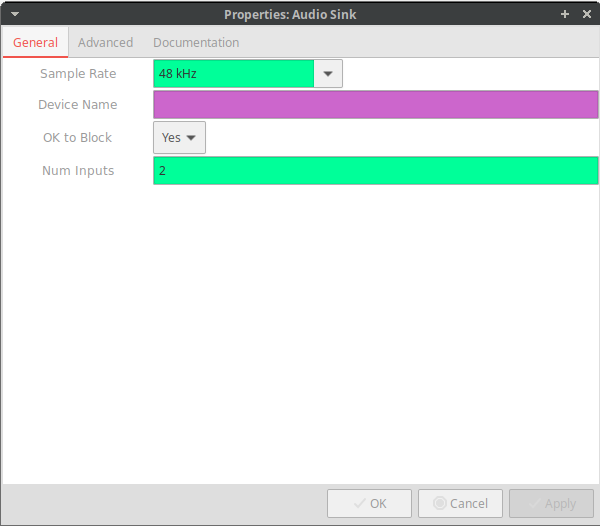 Properties: Audio Sink
General Advanced Documentation
Sample Rate 48 kHz
Device Name
OK to Block Yes
Num Inputs 2
OK Cancel Apply